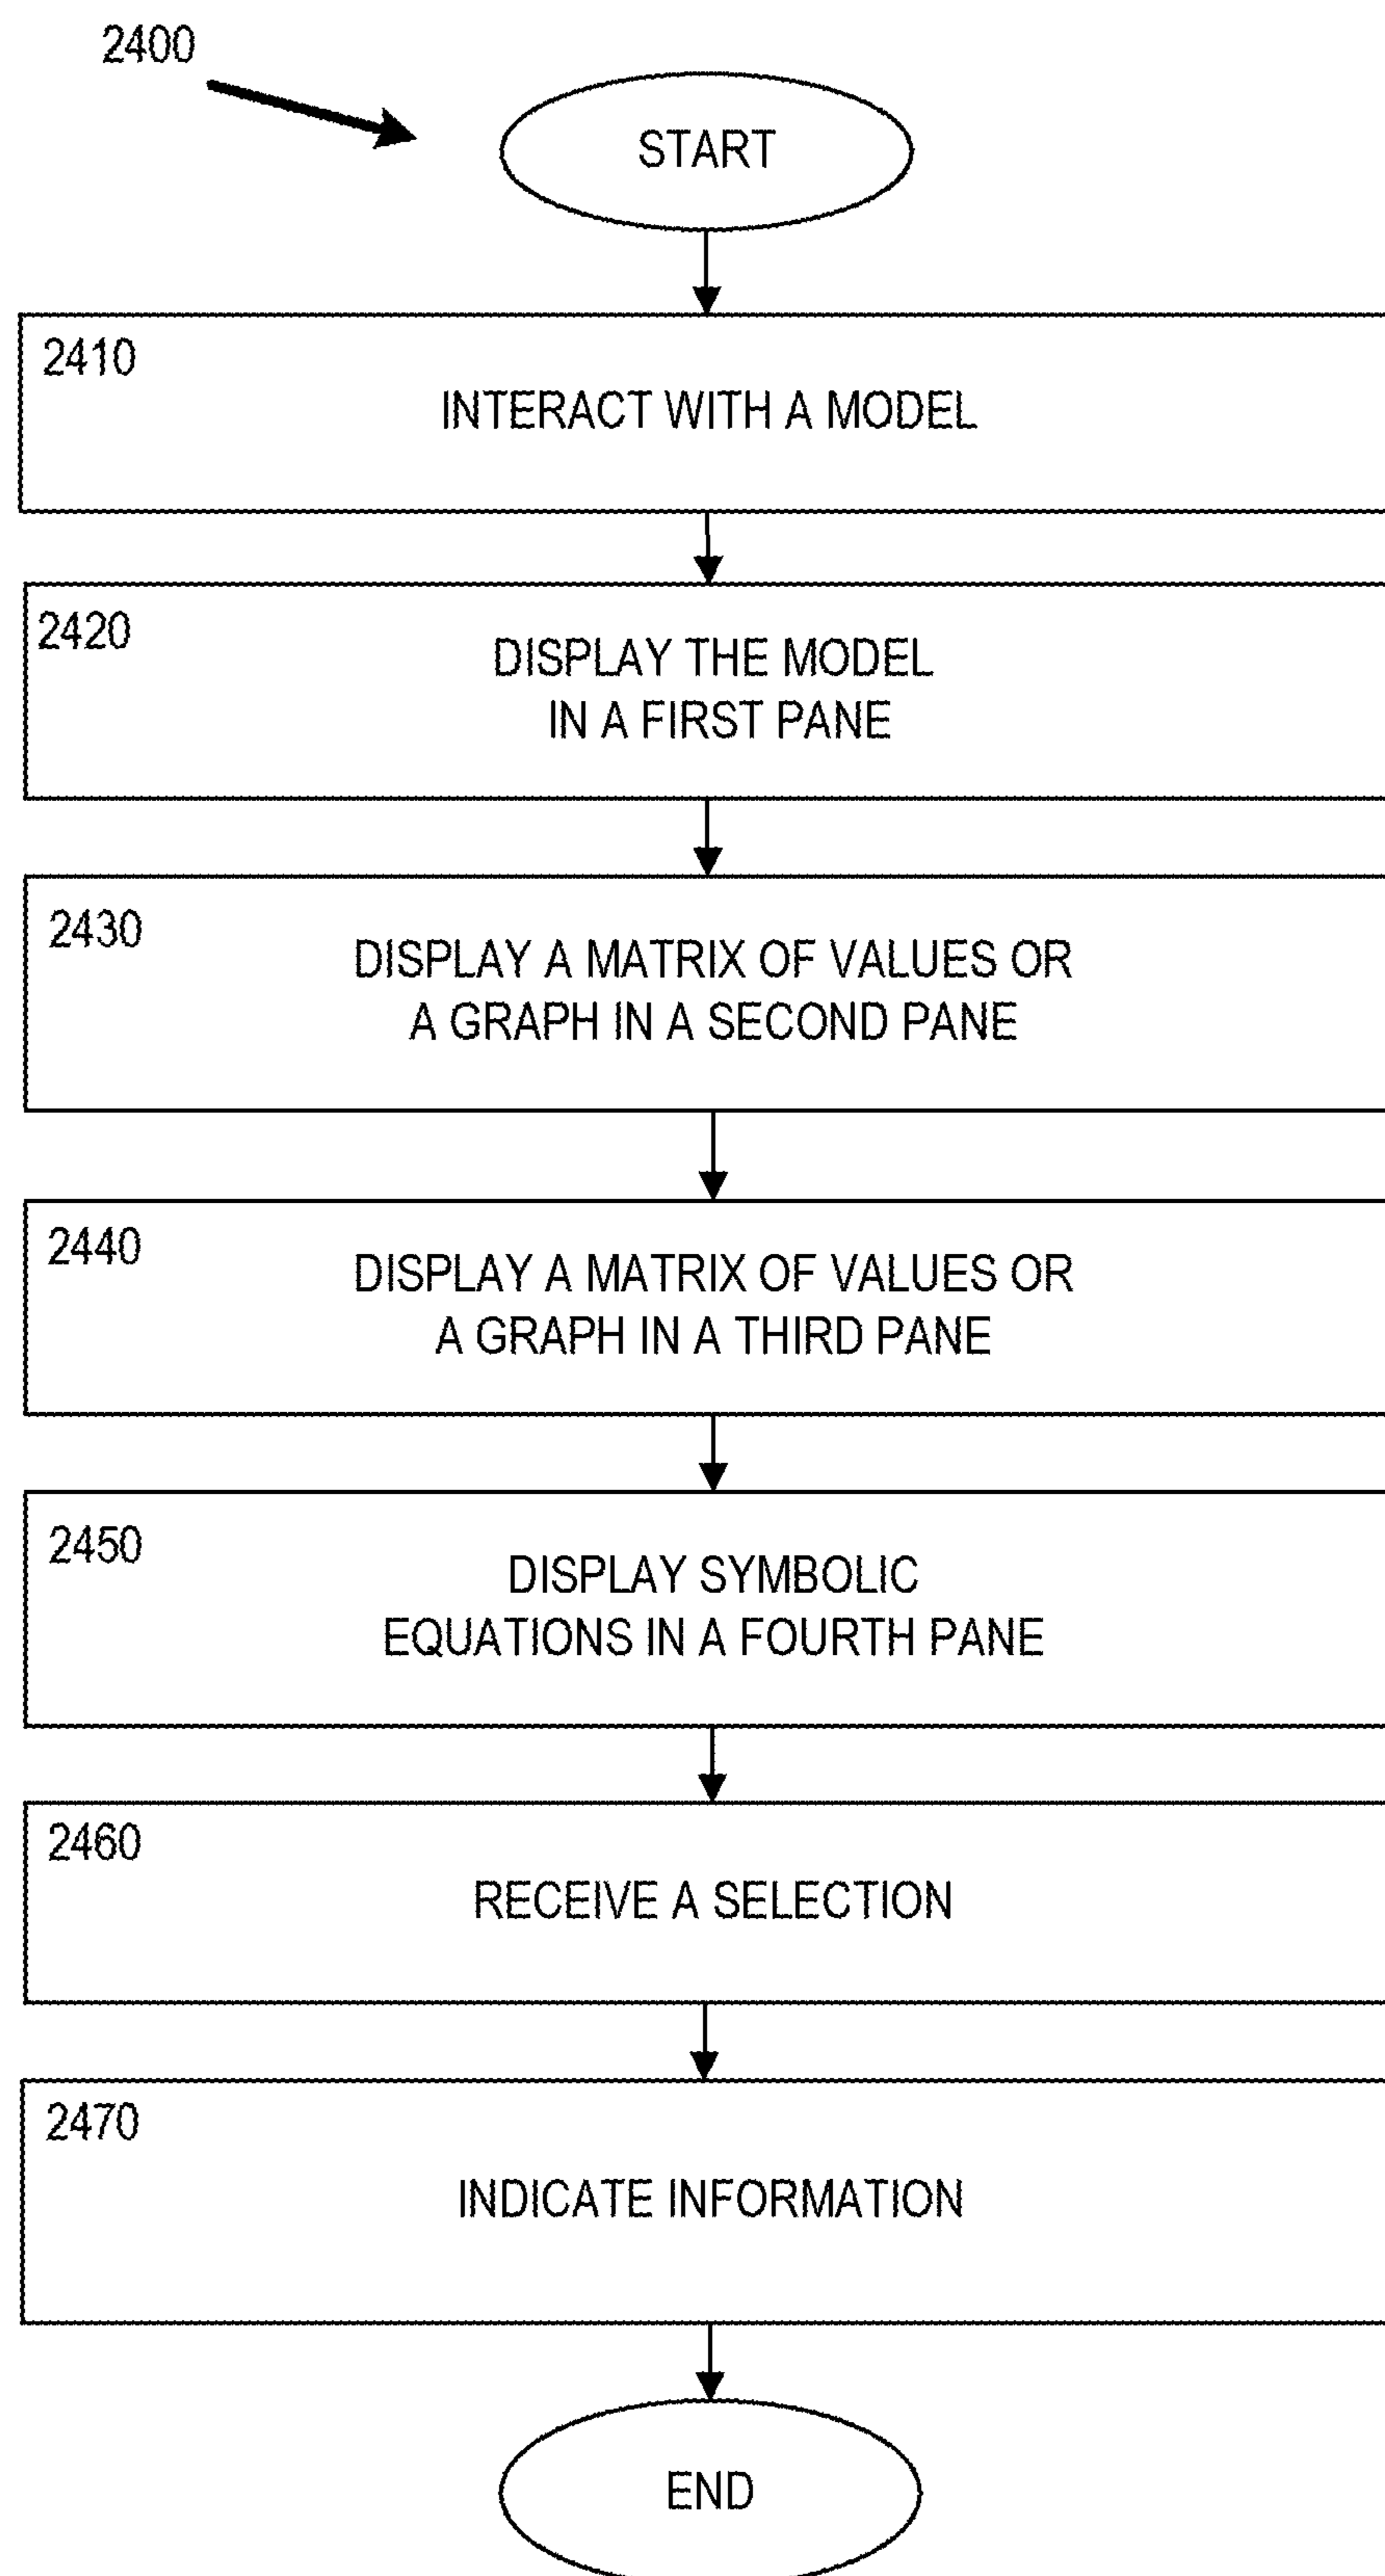 2400
START
2410
INTERACT WITH A MODEL
2420
DISPLAY THE MODEL
IN A FIRST PANE
2430
DISPLAY A MATRIX OF VALUES OR
A GRAPH IN A SECOND PANE
2440
DISPLAY A MATRIX OF VALUES OR
A GRAPH IN A THIRD PANE
2450
DISPLAY SYMBOLIC
EQUATIONS IN A FOURTH PANE
2460
RECEIVE A SELECTION
2470
INDICATE INFORMATION
END